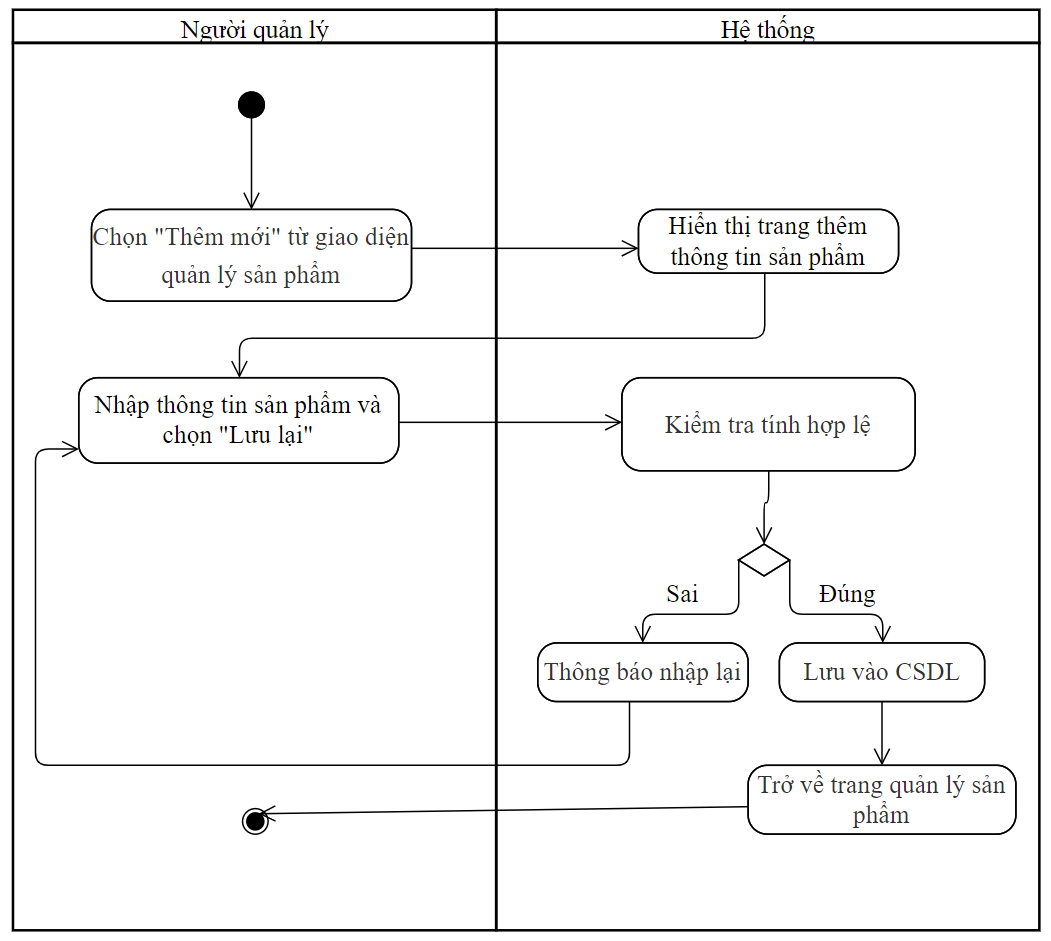 Người quản lý
Hệ thống
Chọn "Thêm mới" từ giao diện
quản lý sản phẩm
Hiển thị trang thêm
thông tin sản phẩm
Nhập thông tin sản phẩm và
chọn "Lưu lại"
Kiểm tra tính hợp lệ
Sai
Đúng
Thông báo nhập lại
Lưu vào CSDL
Trở về trang quản lý sản
phẩm